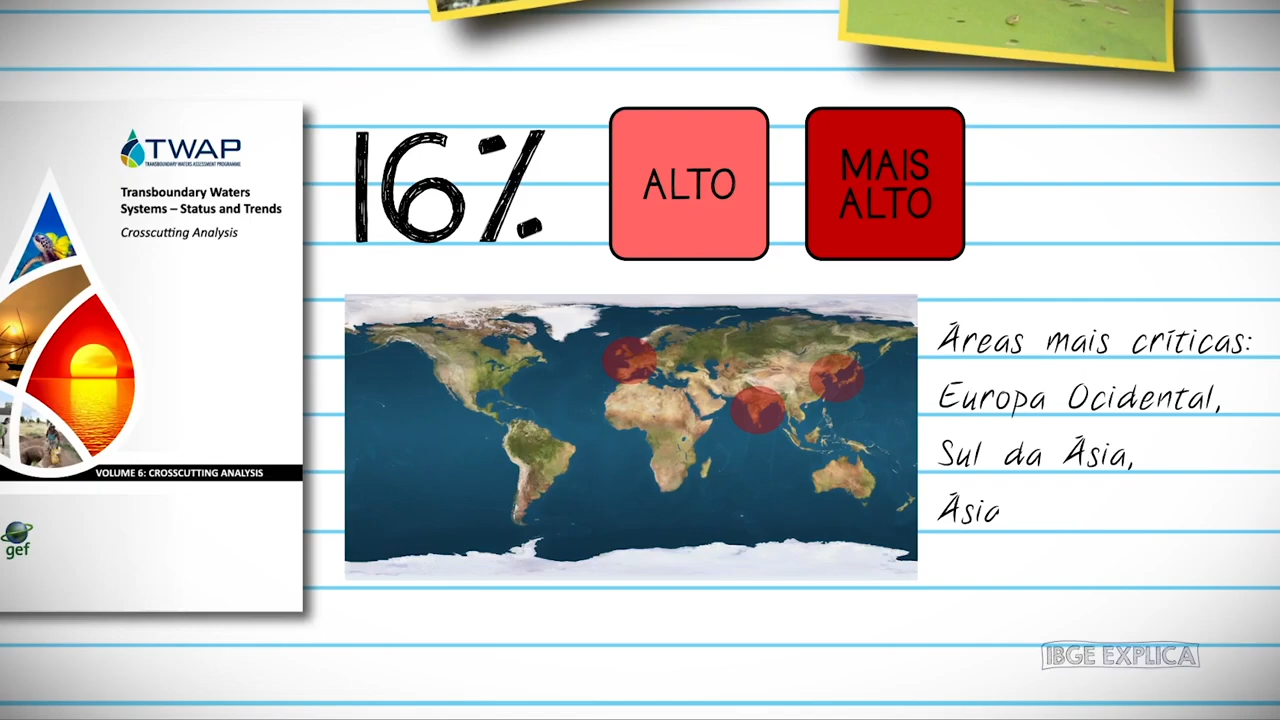 TWAP
TRANSBOUNDARY WATERS ASSESSMENT PROGRAMME
Transboundary Waters
Systems – Status and Trends
Crosscutting Analysis
VOLUME 6: CROSSCUTTING ANALYSIS
gef
16%
ALTO
MAIS
ALTO
Áreas mais críticas:
Europa Ocidental,
Sul da Ásia,
Ásia
IBGE EXPLICA